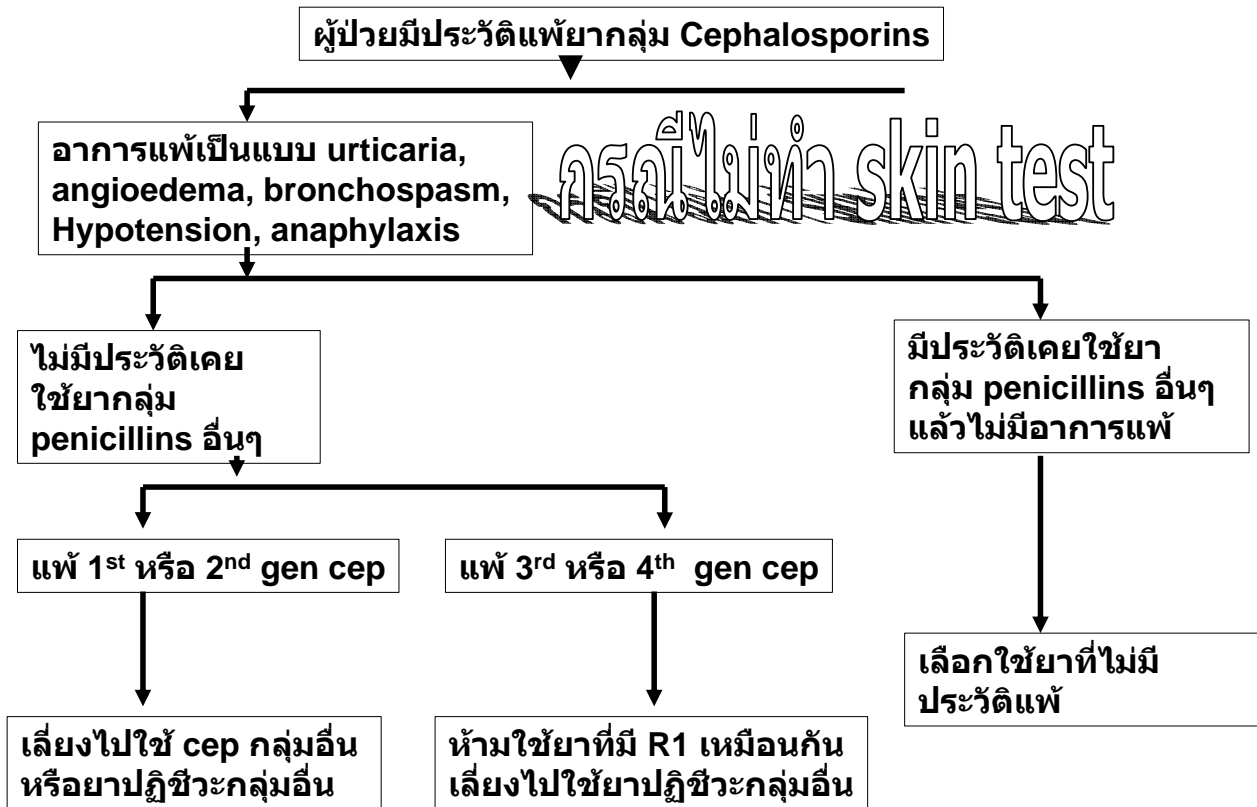 ผู้ป่วยมีประวัติแพ้ยากลุ่ม Cephalosporins
อาการแพ้เป็นแบบ urticaria,
angioedema, bronchospasm,
Hypotension, anaphylaxis
กรณีไม่ทำ skin test
ไม่มีประวัติเคย
ใช้ยากลุ่ม
penicillins อื่นๆ
มีประวัติเคยใช้ยา
กลุ่ม penicillins อื่นๆ
แล้วไม่มีอาการแพ้
แพ้ 1st หรือ 2nd gen cep
แพ้ 3rd หรือ 4th gen cep
เลือกใช้ยาที่ไม่มี
ประวัติแพ้
เลี่ยงไปใช้ cep กลุ่มอื่น
หรือยาปฏิชีวะกลุ่มอื่น
ห้ามใช้ยาที่มี R1 เหมือนกัน
เลี่ยงไปใช้ยาปฏิชีวะกลุ่มอื่น